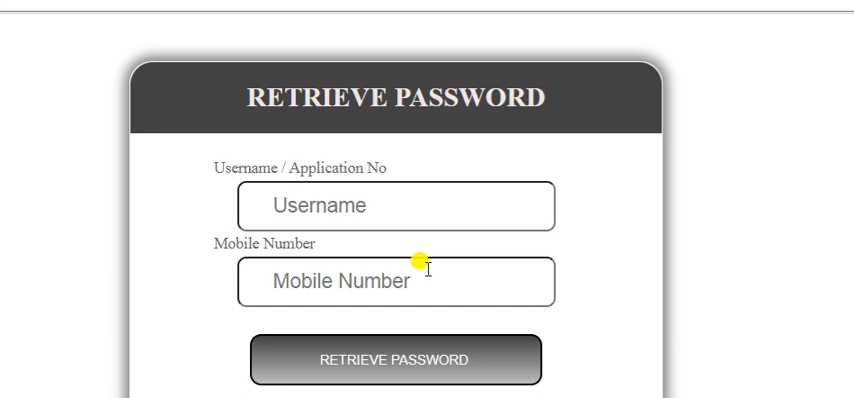 RETRIEVE PASSWORD
Username / Application No
Username
Mobile Number
Mobile Number
RETRIEVE PASSWORD